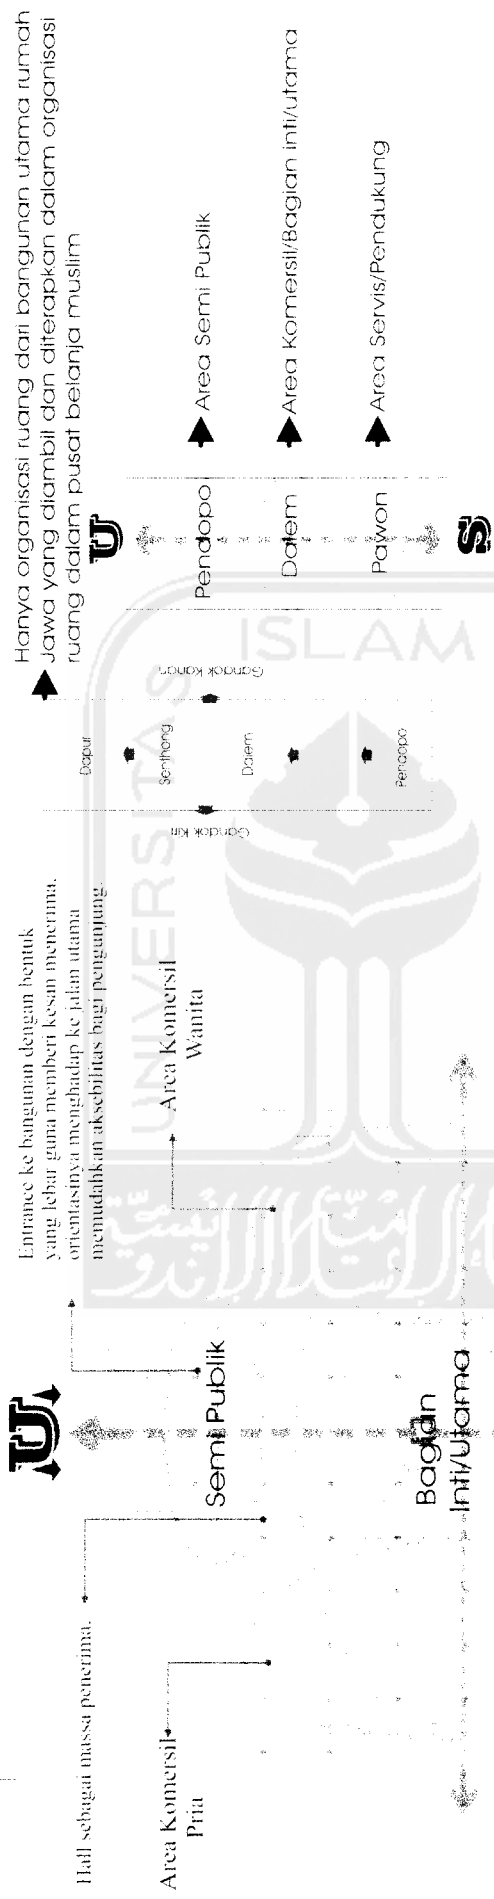 Hall sebagai massa penerima.
Area Komersil
Pria
U
Semi Publik
Bagian
Inti/Utama
Entrance ke bangunan dengan bentuk
yang lebar guna memberi kesan menerima.
orientasinya menghadap ke jalan utama
memudahkan aksebilitas bagi pengunjung.
Area Komersil
Wanita
Hanya organisasi ruang dari bangunan utama rumah
Jawa yang diambil dan diterapkan dalam organisasi
ruang dalam pusat belanja muslim
Dapur
Senthong
Dalem
Pendopo
Gandok kiri
Gandok kanan
U
Pendopo
Area Semi Publik
Dalem
Area Komersil/Bagian inti/utama
Pawon
Area Servis/Pendukung
S
UNIVERSITAS
ISLAM